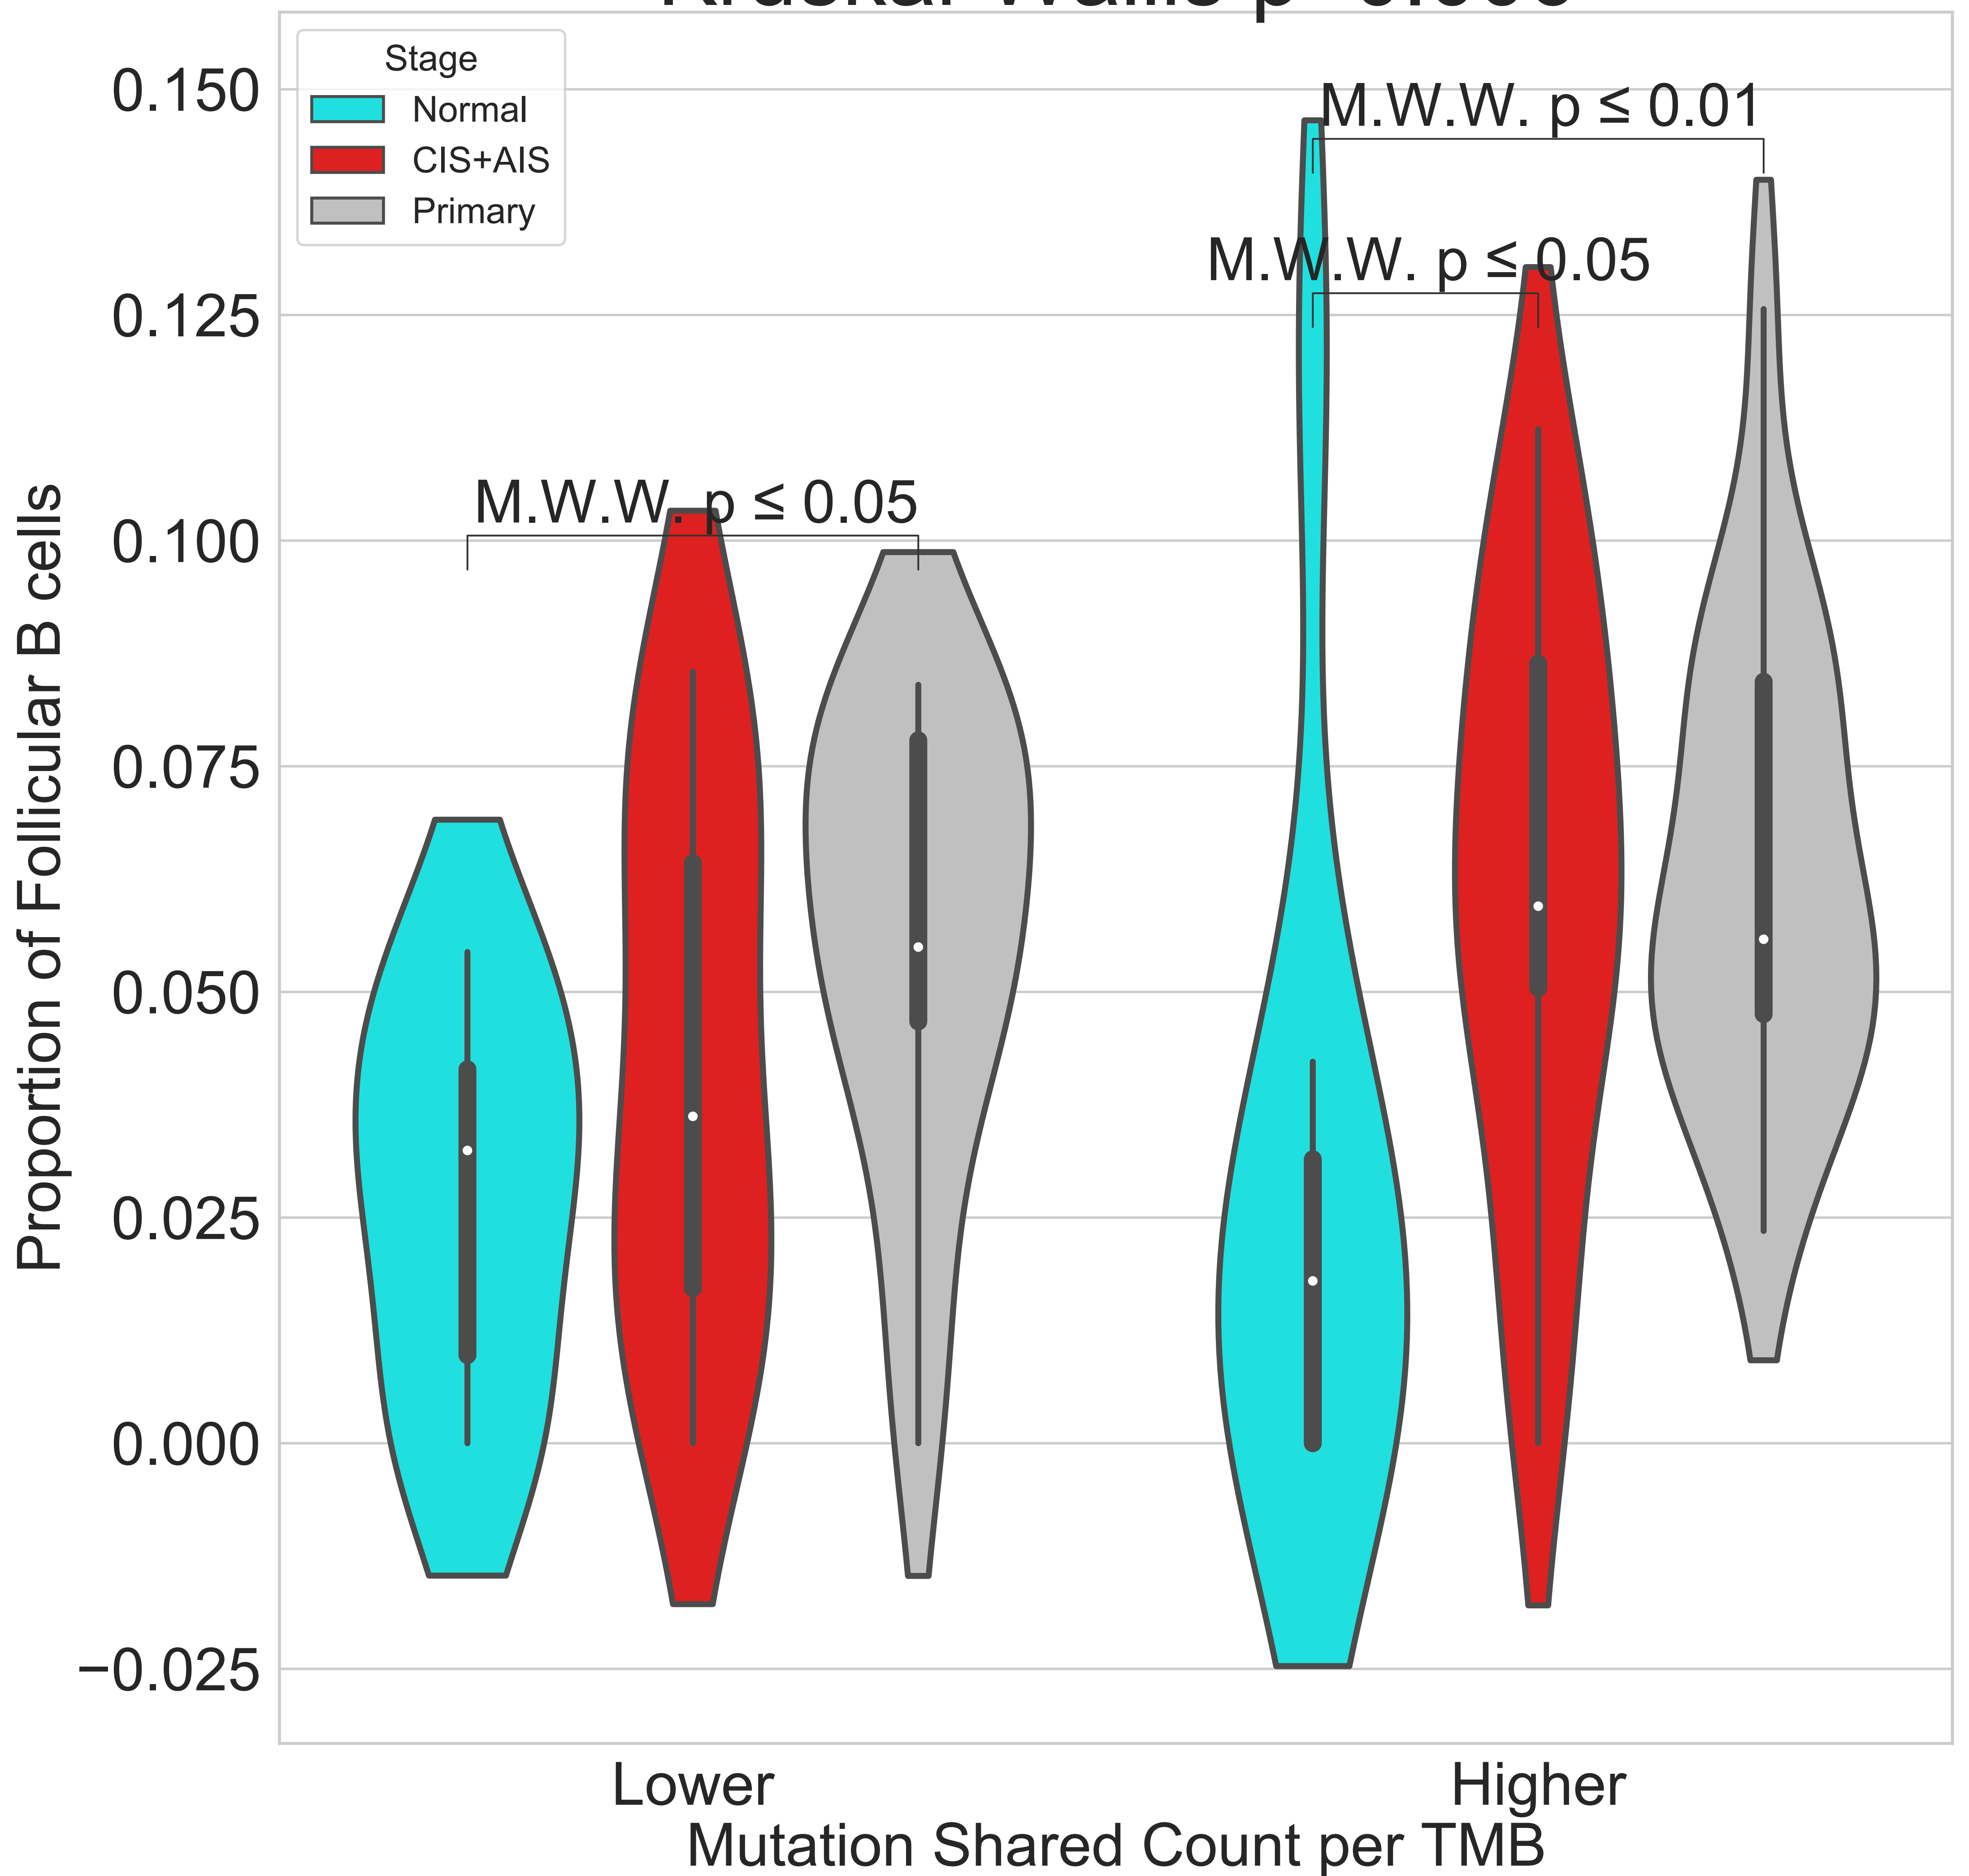 Stage
Normal
CIS+AIS
Primary
0.150
0.125
0.100
0.075
0.050
0.025
0.000
−0.025
Proportion of Follicular B cells
M.W.W. p ≤ 0.01
M.W.W. p ≤ 0.05
M.W.W. p ≤ 0.05
Lower
Higher
Mutation Shared Count per TMB